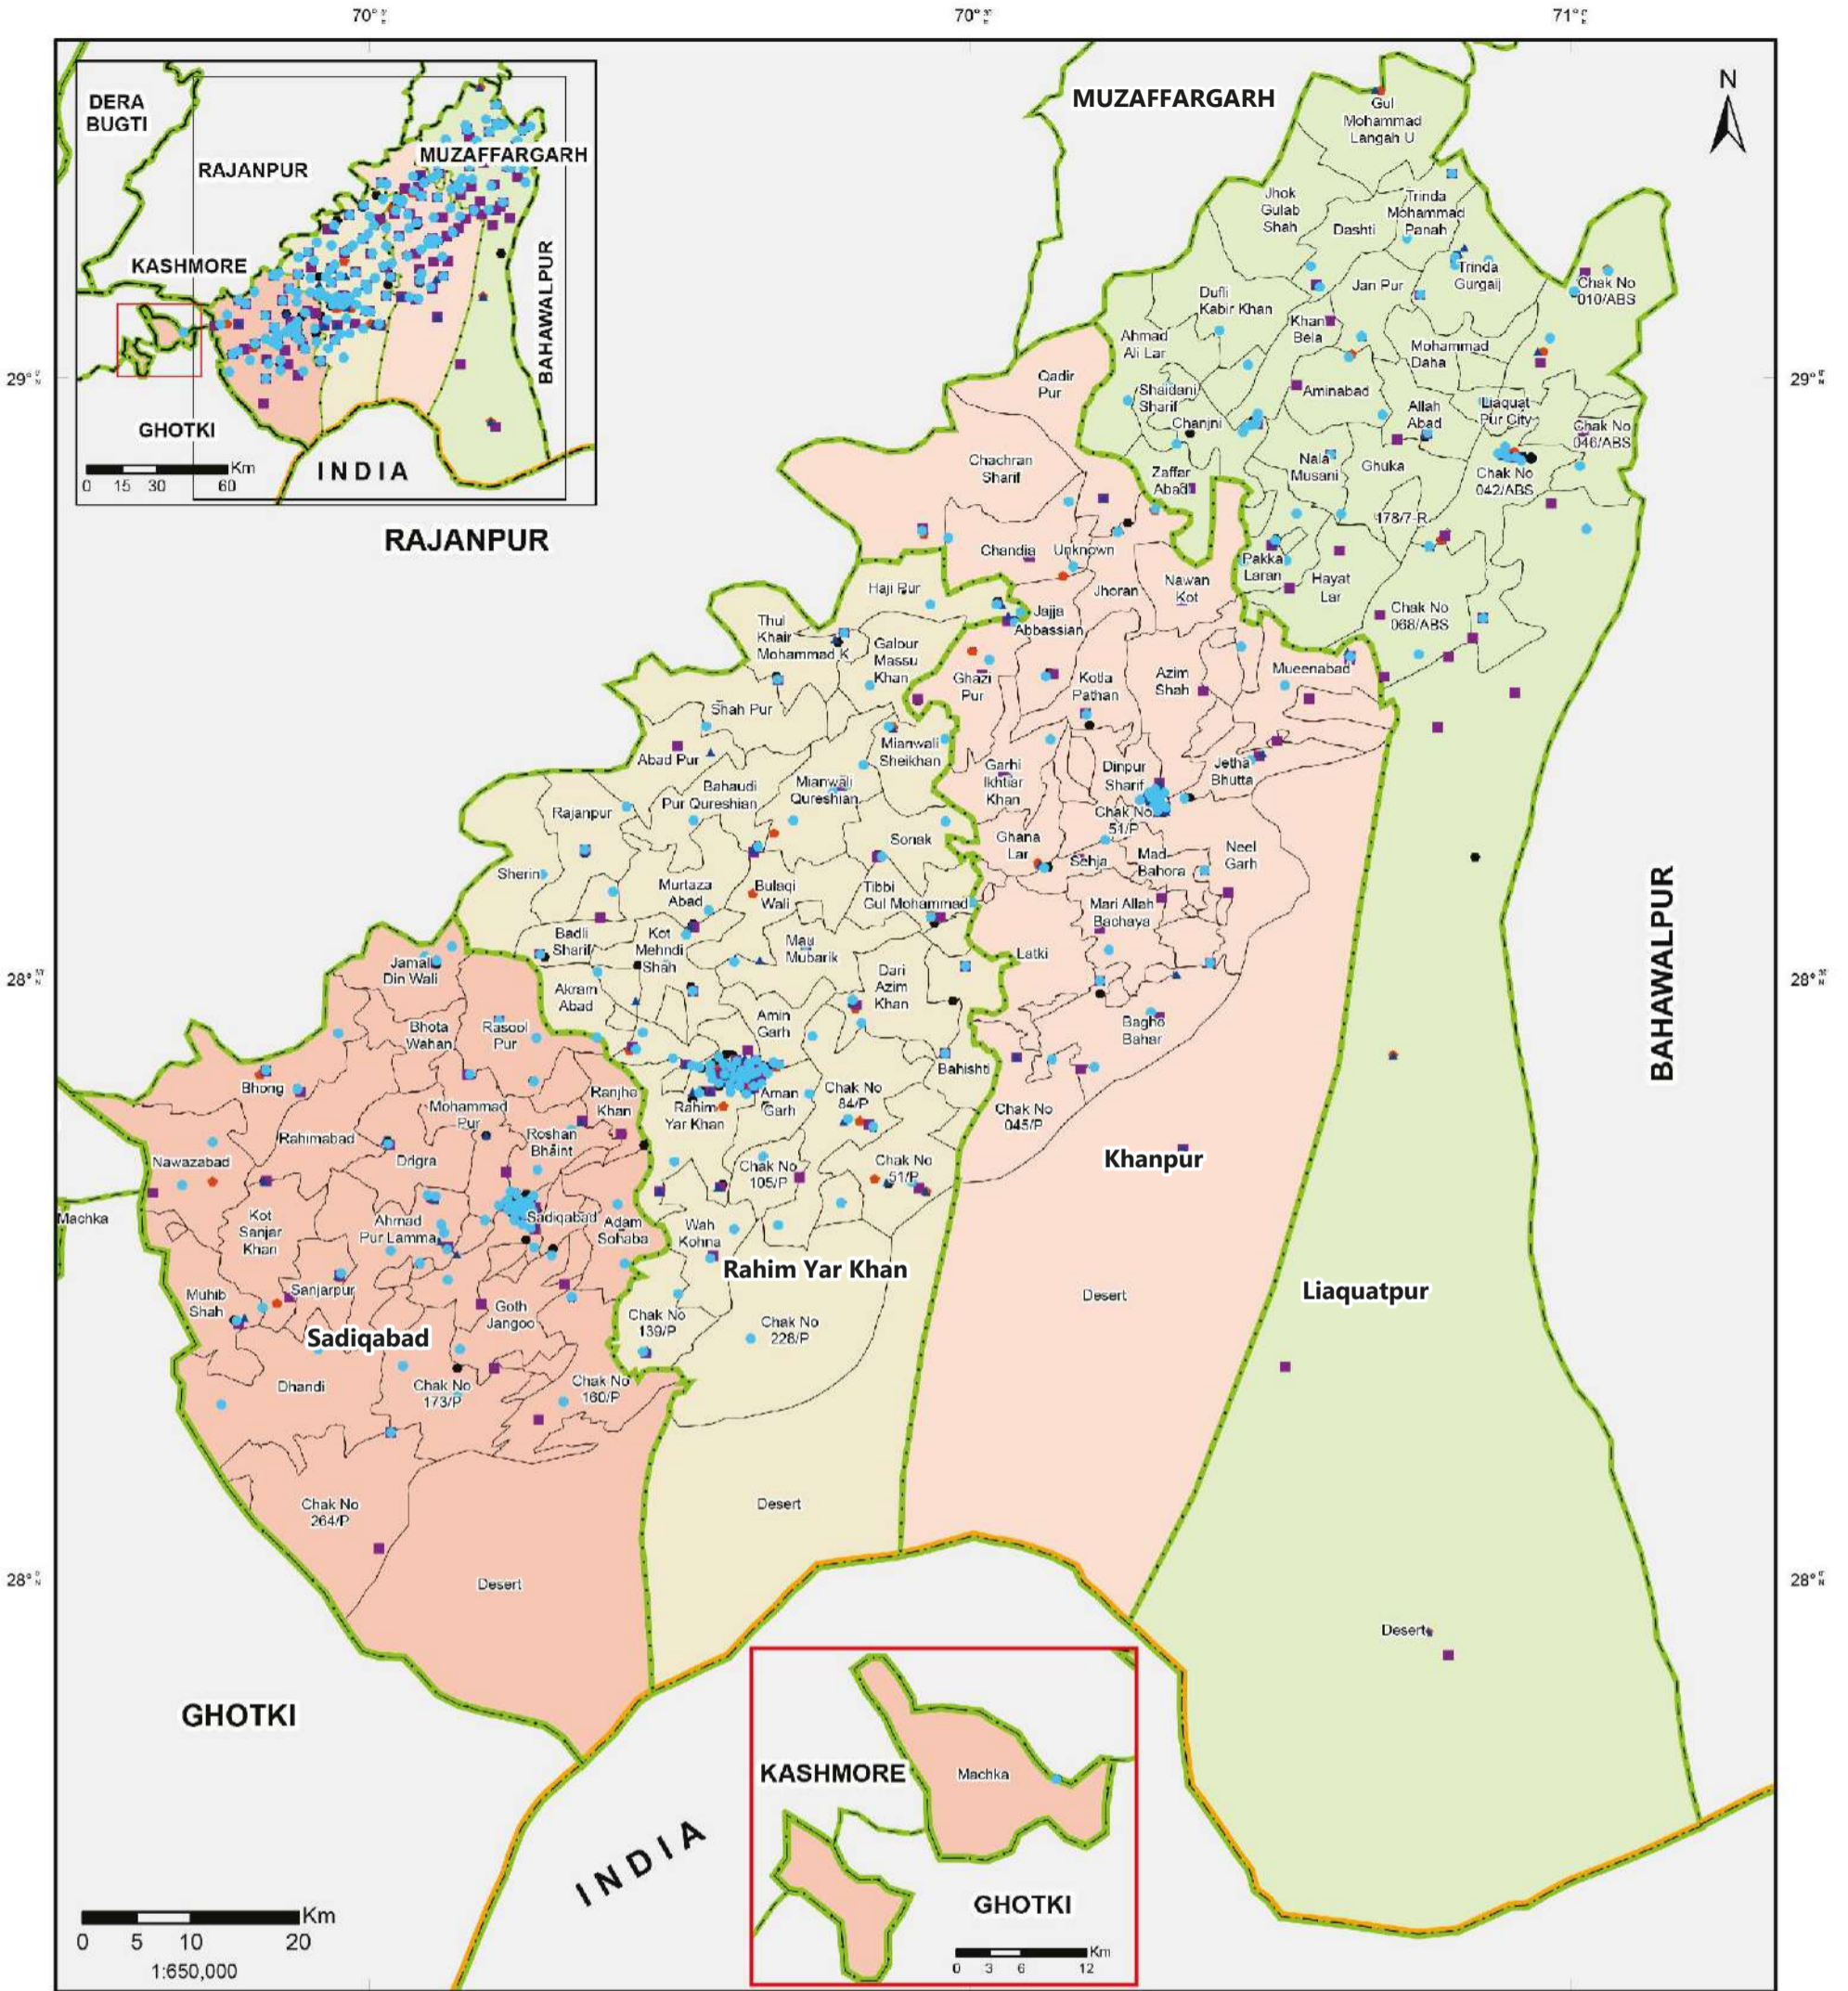 70° 0' E
70° 30' E
71° 0' E
DERA
BUGTI
RAJANPUR
MUZAFFARGARH
KASHMORE
GHOTKI
BAHAWALPUR
INDIA
Km
0 15 30 60
MUZAFFARGARH
N
RAJANPUR
BAHAWALPUR
29° 0' N
29° 0' N
28° 30' N
28° 30' N
28° 0' N
28° 0' N
Gul
Mohammad
Langah U
Jhok
Gulab
Shah
Trinda
Mohammad
Panah
Dashti
Trinda
Gurgaij
Jan Pur
Chak No
010/ABS
Dufli
Kabir Khan
Khan
Bela
Ahmad
Ali Lar
Mohammad
Daha
Shaidani
Sharif
Aminabad
Chanjni
Allah
Abad
Liaquat
Pur City
Chak No
046/ABS
Zaffar
Abad
Nala
Musani
Ghuka
Chak No
042/ABS
178/7-R
Pakka
Laran
Hayat
Lar
Chak No
068/ABS
Liaquatpur
Desert
Qadir
Pur
Chachran
Sharif
Chandia
Unknown
Jhoran
Nawan
Kot
Jajja
Abbassian
Ghazi
Pur
Kotla
Pathan
Azim
Shah
Mueenabad
Garhi
Ikhtiar
Khan
Dinpur
Sharif
Jetha
Bhutta
Chak No
51/P
Ghana
Lar
Sehja
Mad
Bahora
Neel
Garh
Mari Allah
Bachaya
Latki
Bagho
Bahar
Chak No
045/P
Khanpur
Desert
Haji Pur
Thul
Khair
Mohammad K
Galour
Massu
Khan
Shah Pur
Abad Pur
Mianwali
Sheikhan
Bahaudi
Pur Qureshian
Mianwali
Qureshian
Rajanpur
Sonak
Sherin
Murtaza
Abad
Bulaqi
Wali
Tibbi
Gul Mohammad
Badli
Sharif
Kot
Mehndi
Shah
Mau
Mubarik
Dari
Azim
Khan
Akram
Abad
Amin
Garh
Bahishti
Rahim
Yar Khan
Aman
Garh
Chak No
84/P
Chak No
105/P
Chak No
51/P
Wah
Kohna
Rahim Yar Khan
Chak No
139/P
Chak No
228/P
Desert
Jamal
Din Wali
Bhota
Wahan
Rasool
Pur
Bhong
Ranjhe
Khan
Mohammad
Pur
Rahimabad
Roshan
Bhaint
Drigra
Nawazabad
Machka
Kot
Sanjar
Khan
Ahmad
Pur Lamma
Sadiqabad
Adam
Sohaba
Muhib
Shah
Sanjarpur
Goth
Jangoo
Sadiqabad
Dhandi
Chak No
173/P
Chak No
160/P
Chak No
264/P
Desert
GHOTKI
INDIA
Km
0 5 10 20
1:650,000
KASHMORE
Machka
GHOTKI
Km
0 3 6 12